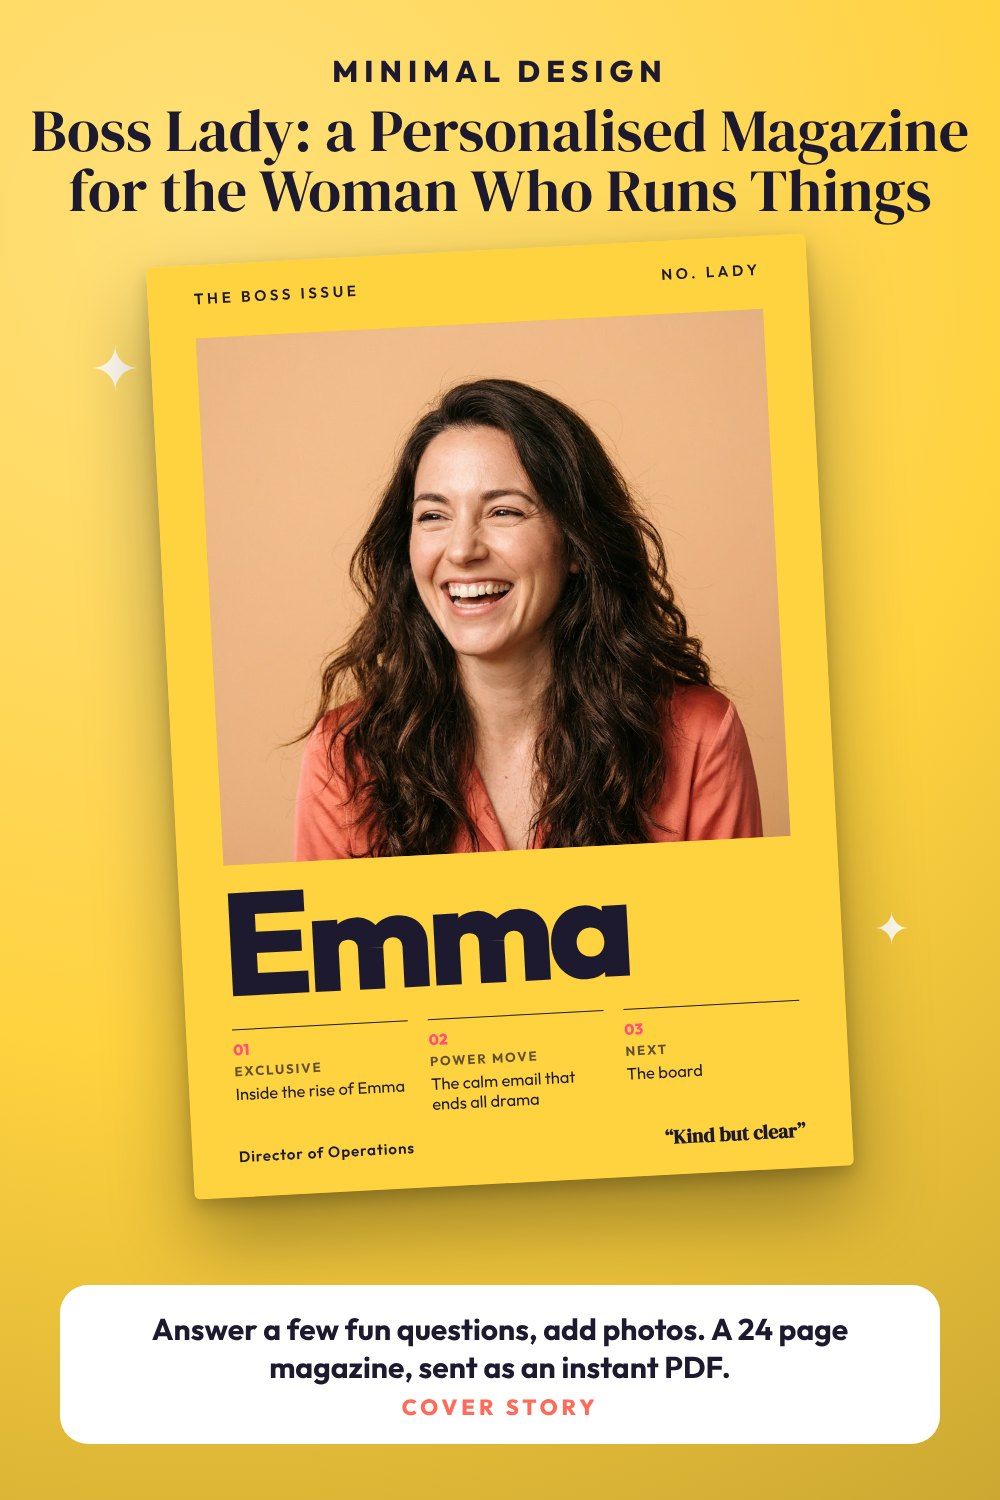 MINIMAL DESIGN
Boss Lady: a Personalised Magazine
for the Woman Who Runs Things
THE BOSS ISSUE
NO. LADY
Emma
01
EXCLUSIVE
Inside the rise of Emma
02
POWER MOVE
The calm email that
ends all drama
03
NEXT
The board
Director of Operations
“Kind but clear”
Answer a few fun questions, add photos. A 24 page
magazine, sent as an instant PDF.
COVER STORY